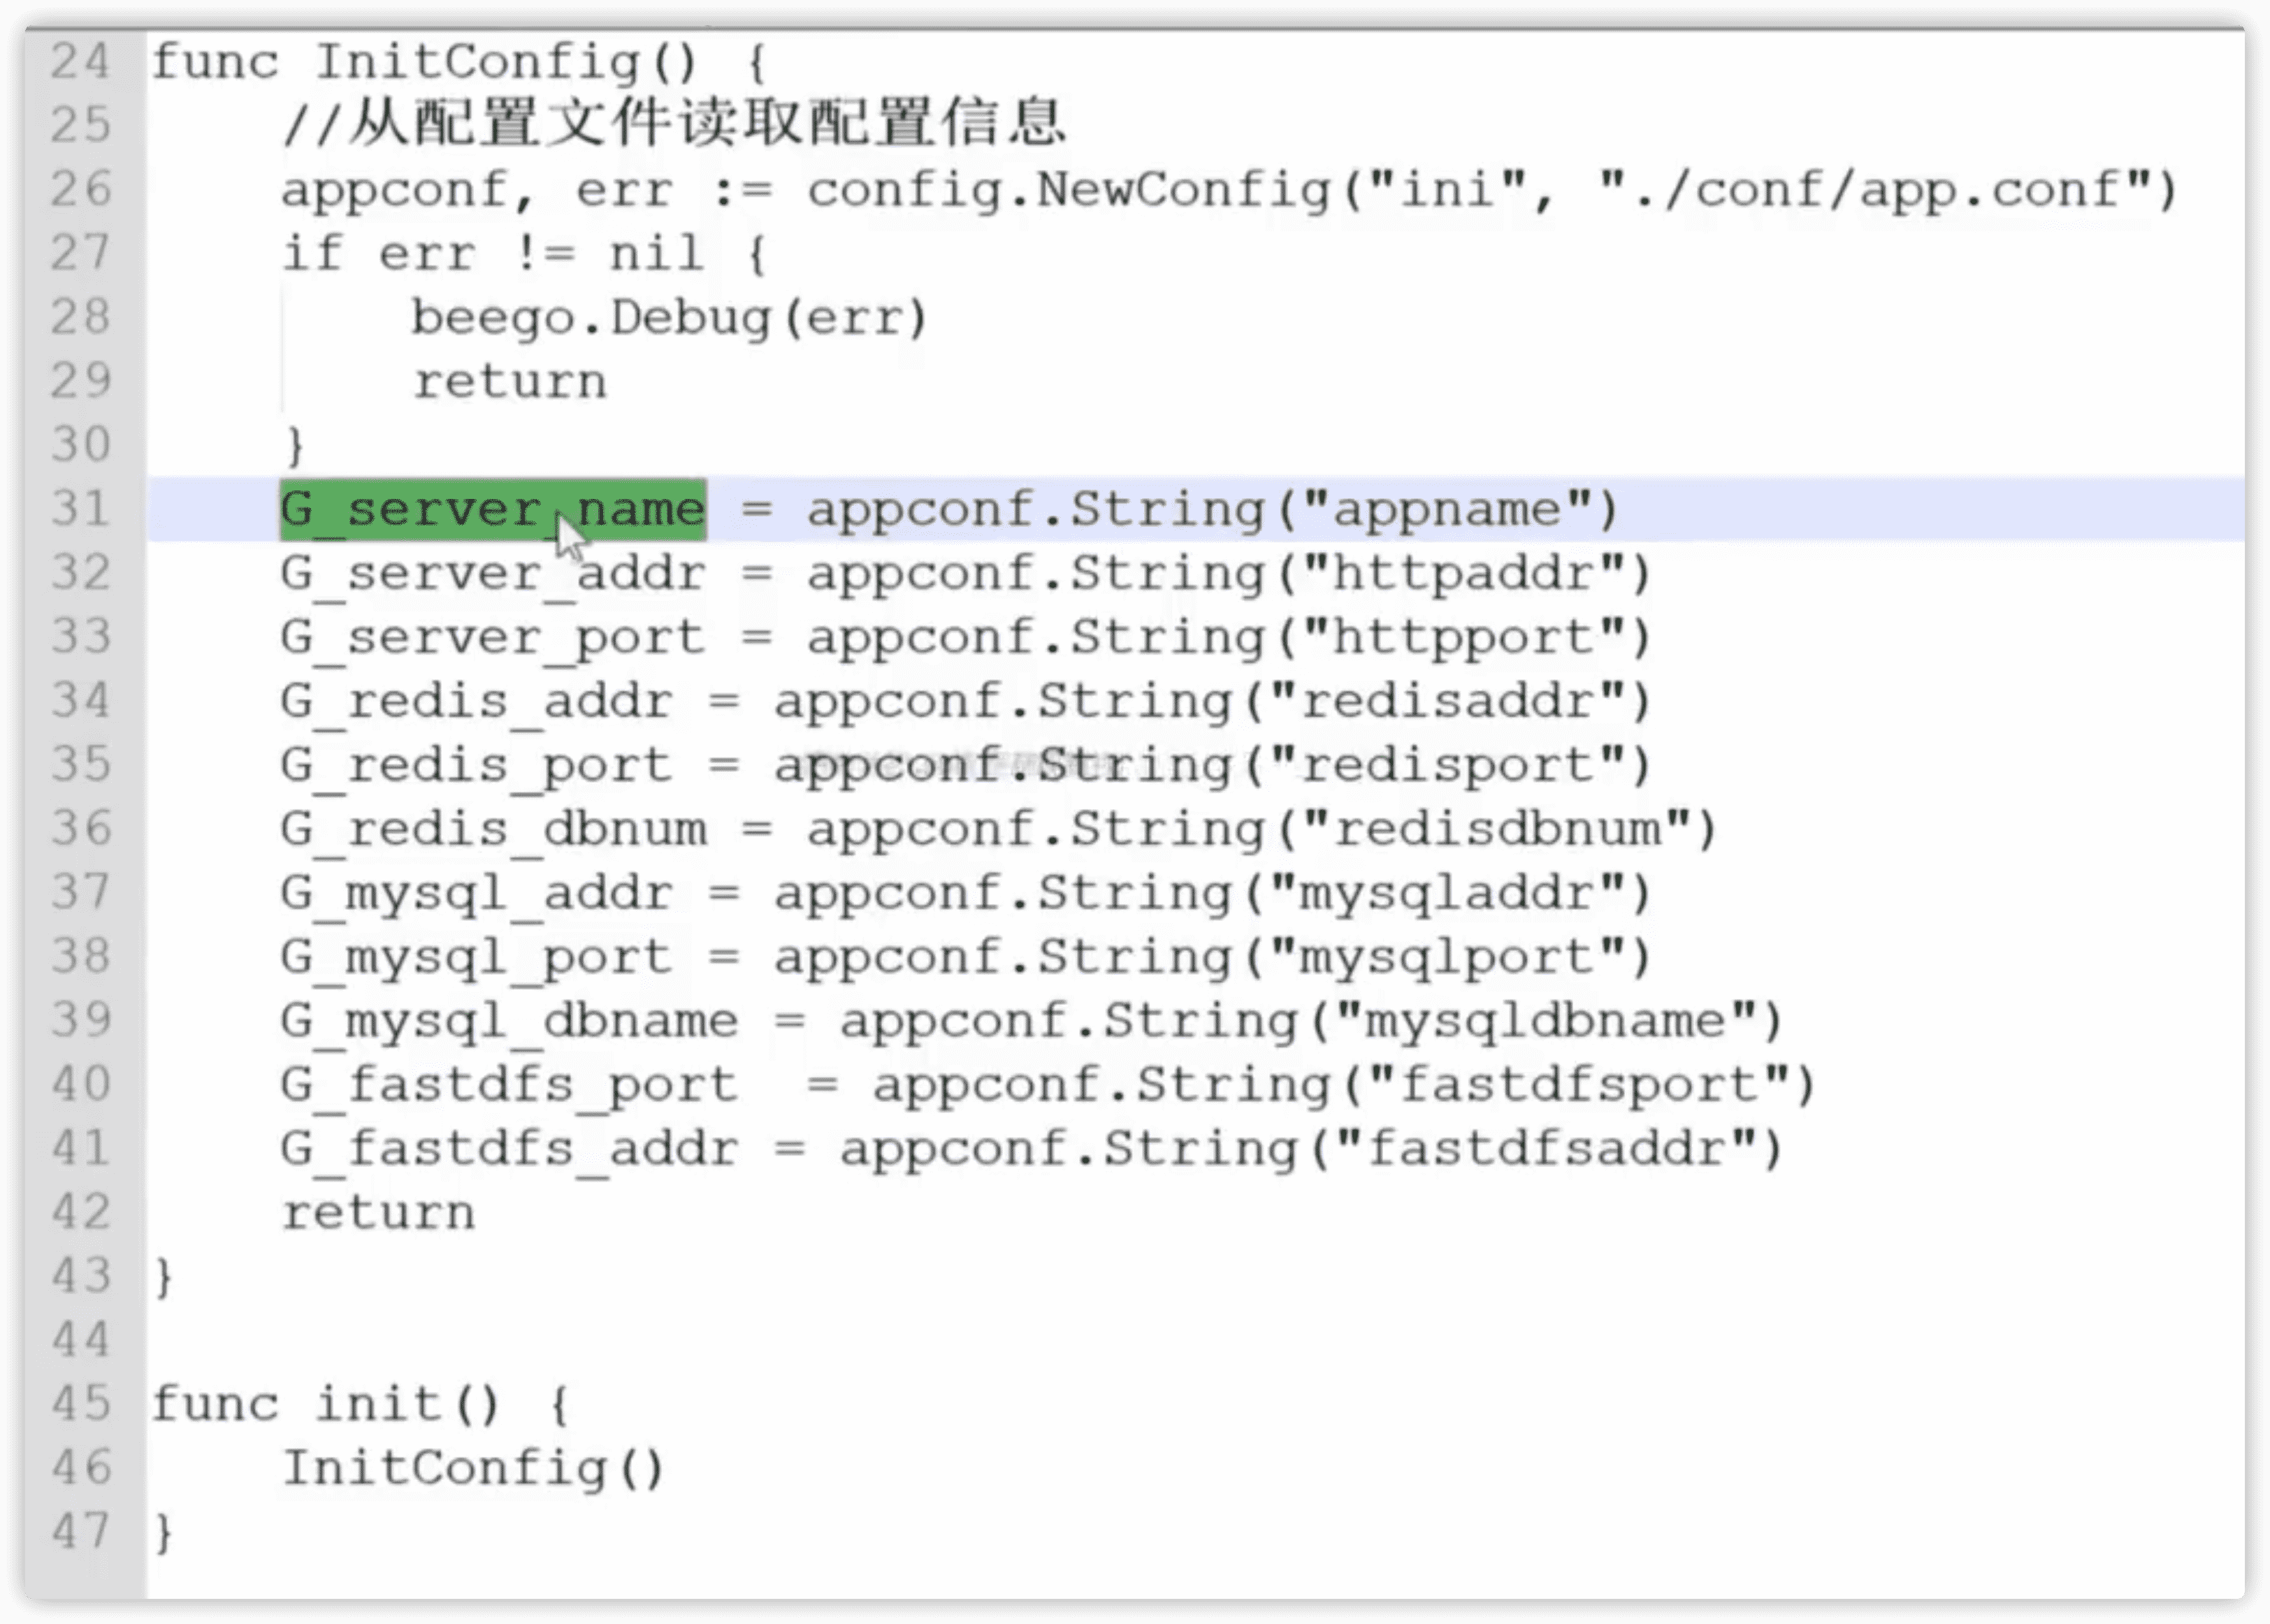 24 func InitConfig() {
25     //从配置文件读取配置信息
26     appconf, err := config.NewConfig("ini", "./conf/app.conf")
27     if err != nil {
28         beego.Debug(err)
29         return
30     }
31     G_server_name = appconf.String("appname")
32     G_server_addr = appconf.String("httpaddr")
33     G_server_port = appconf.String("httpport")
34     G_redis_addr = appconf.String("redisaddr")
35     G_redis_port = appconf.String("redisport")
36     G_redis_dbnum = appconf.String("redisdbnum")
37     G_mysql_addr = appconf.String("mysqladdr")
38     G_mysql_port = appconf.String("mysqlport")
39     G_mysql_dbname = appconf.String("mysqldbname")
40     G_fastdfs_port  = appconf.String("fastdfsport")
41     G_fastdfs_addr = appconf.String("fastdfsaddr")
42     return
43 }
44
45 func init() {
46     InitConfig()
47 }